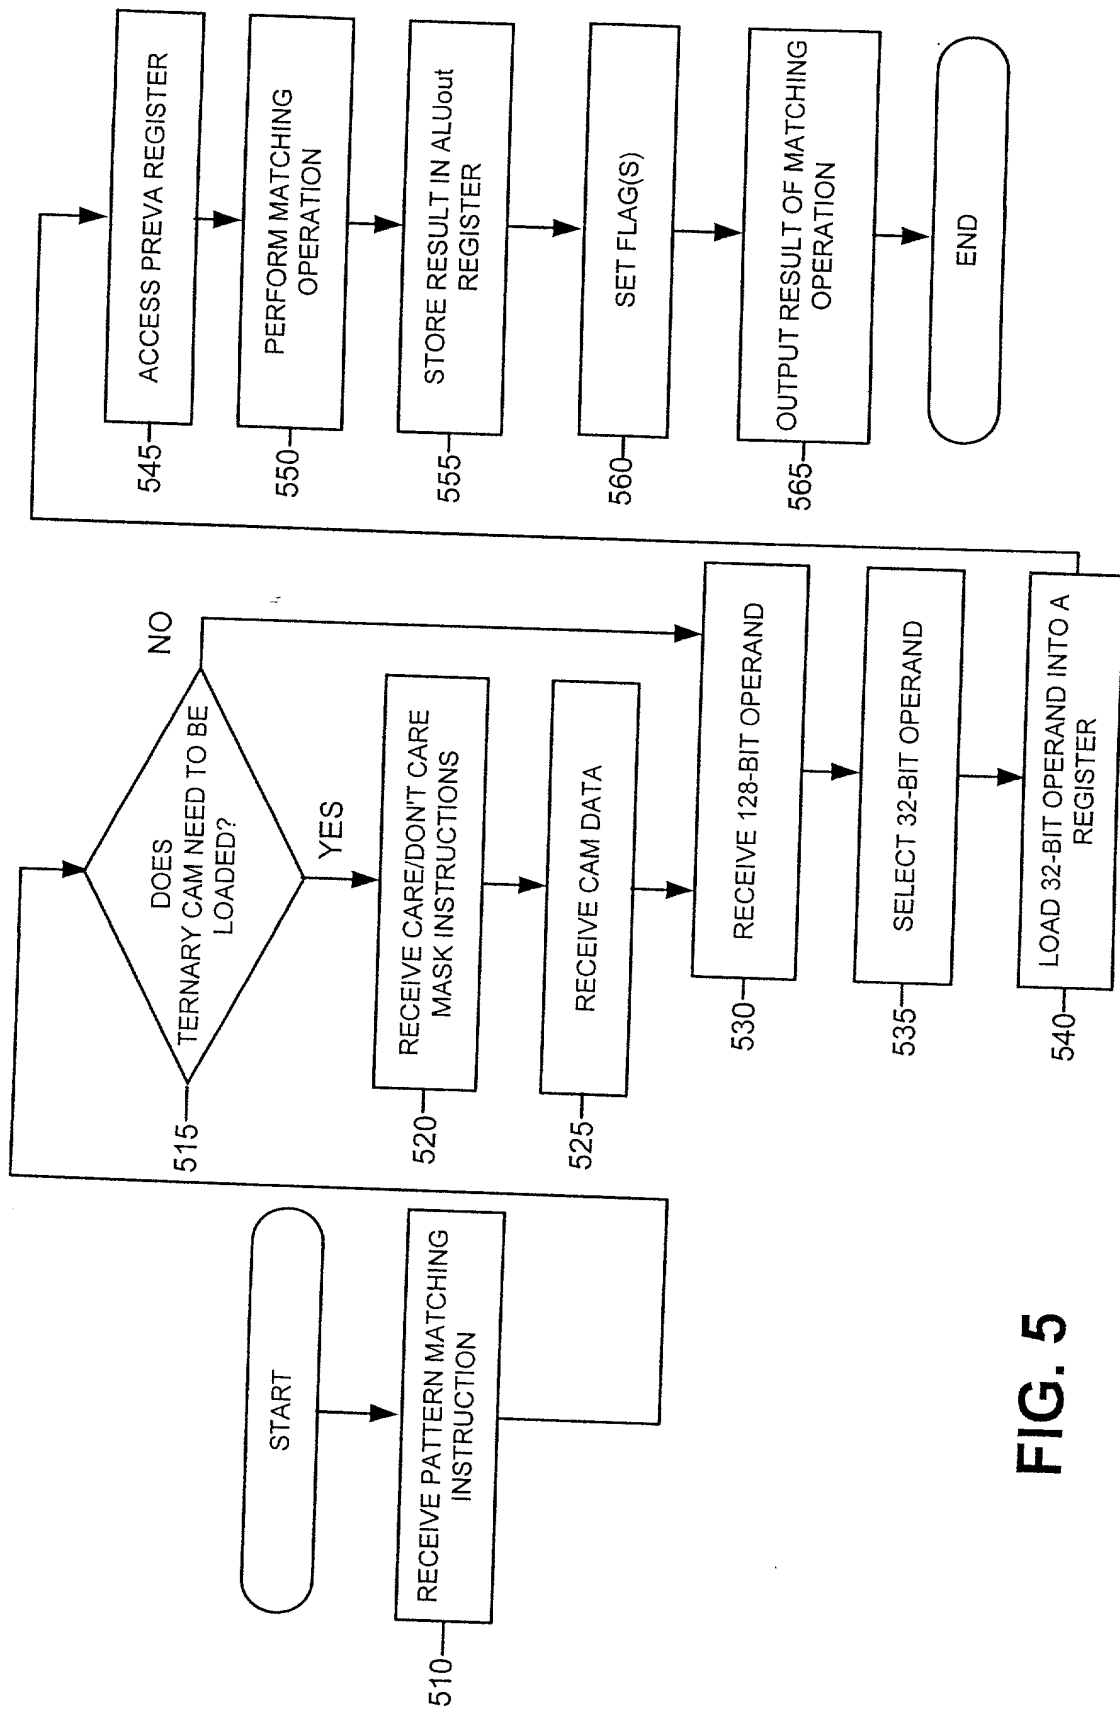 START
RECEIVE PATTERN MATCHING
INSTRUCTION
510
DOES
TERNARY CAM NEED TO BE
LOADED?
515
NO
YES
RECEIVE CARE/DON'T CARE
MASK INSTRUCTIONS
520
RECEIVE CAM DATA
525
RECEIVE 128-BIT OPERAND
530
SELECT 32-BIT OPERAND
535
LOAD 32-BIT OPERAND INTO A
REGISTER
540
ACCESS PREVA REGISTER
545
PERFORM MATCHING
OPERATION
550
STORE RESULT IN ALUout
REGISTER
555
SET FLAG(S)
560
OUTPUT RESULT OF MATCHING
OPERATION
565
END
FIG. 5